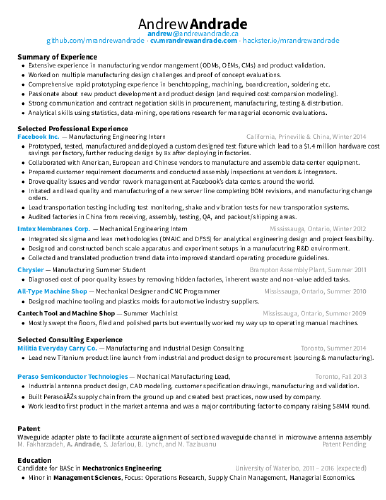 Andrew Andrade
andrew@andrewandrade.ca
github.com/mrandrewandrade - cv.mrandrewandrade.com - hackster.io/mrandrewandrade
Summary of Experience
• Extensive experience in manufacturing vendor mangement (ODMs, OEMs, CMs) and product validation.
• Worked on multiple manufacturing design challenges and proof of concept evaluations.
• Comprehensive rapid prototyping experience in benchtopping, machining, board creation, soldering etc.
• Passionate about new product development and product design (and required cost comparison modeling).
• Strong communication and contract negotiation skills in procurement, manufacturing, testing & distribution.
• Analytical skills using statistics, data-mining, operations research for managerial economic evaluations.
Selected Professional Experience
Facebook Inc. — Manufacturing Engineering Intern California, Prineville & China, Winter 2014
• Prototyped, tested, manufactured and deployed a custom designed test fixture which lead to a $1.4 million hardware cost
savings per factory, further reducing design by 8x after deploying in factories.
• Collaborated with American, European and Chinese vendors to manufacture and assemble data center equipment.
• Prepared customer requirement documents and conducted assembly inspections at vendors & integrators.
• Drove quality issues and vendor rework management at Facebook's data centers around the world.
• Initiated and lead quality and manufacturing of a new server line completing BOM revisions, and manufacturing change
orders.
• Lead transportation testing including test monitoring, shake and vibration tests for new transporation systems.
• Audited factories in China from receiving, assembly, testing, QA, and packout/shipping areas.
Imtex Membranes Corp. — Mechanical Engineering Intern Mississauga, Ontario, Winter 2012
• Integrated six sigma and lean methodologies (DMAIC and DFSS) for analytical engineering design and project feasibility.
• Designed and constructed bench scale apparatus and experiment setups in a manufacturing R&D environment.
• Collected and translated production trend data into improved standard operating procedure guidelines.
Chrysler — Manufacturing Summer Student Brampton Assembly Plant, Summer 2011
• Diagnosed cost of poor quality issues by removing hidden factories, inherent waste and non-value added tasks.
All-Type Machine Shop — Mechanical Designer and CNC Programmer Mississauga, Ontario, Summer 2010
• Designed machine tooling and plastics molds for automotive industry suppliers.
Cantech Tool and Machine Shop — Summer Machinist Mississauga, Ontario, Summer 2009
• Mostly swept the floors, filed and polished parts but eventually worked my way up to operating manual machines.
Selected Consulting Experience
Militia Everyday Carry Co. — Manufacturing and Industrial Design Consulting Toronto, Summer 2014
• Lead new Titanium product line launch from industrial and product design to procurement (sourcing & manufacturing).
Peraso Semiconductor Technologies — Mechanical Manufacturing Lead, Toronto, Fall 2013
• Industrial antenna product design, CAD modeling, customer specification drawings, manufacturing and validation.
• supply chain from the ground up and created best practices, now used by company.
• Work lead to first product in the market antenna and was a major contributing factor to company raising $8MM round.
Patent
Waveguide adapter plate to facilitate accurate alignment of sectioned waveguide channel in microwave antenna assembly
M. Fakharzadeh, A. Andrade, S. Jafarlou, B. Lynch, and M. Tazlauanu Patent Pending
Education
Candidate for BASc in Mechatronics Engineering University of Waterloo, 2011 - 2016 (expected)
• Minor in Management Sciences, Focus: Operations Research, Supply Chain Management, Managerial Economics.